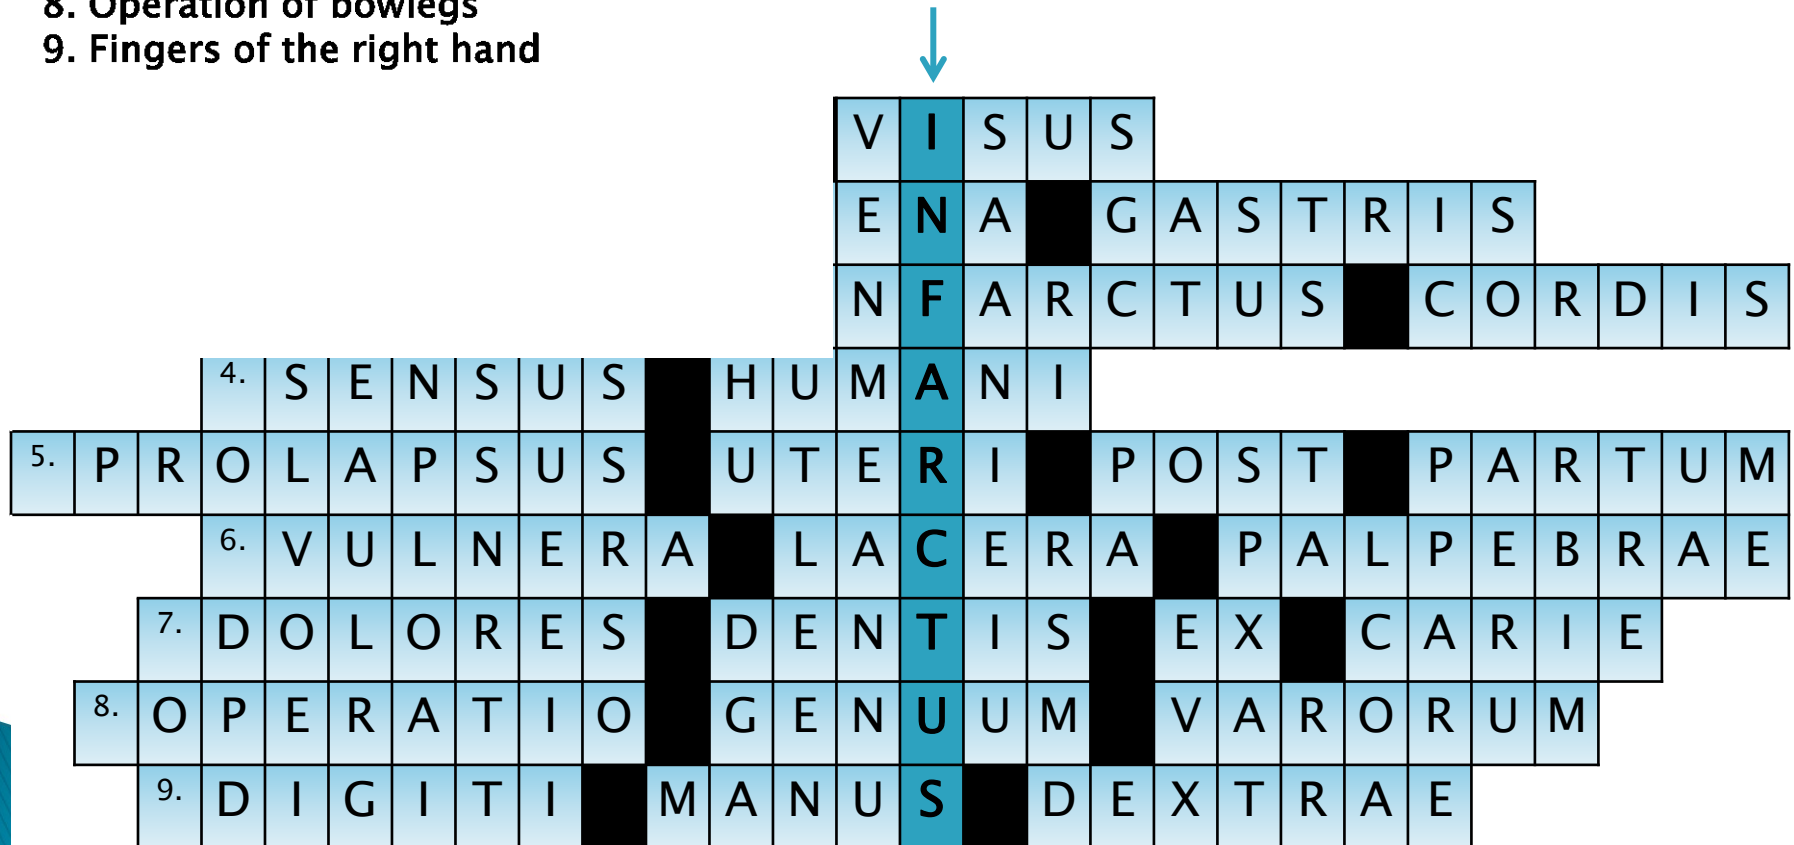 8. Operation of bowlegs
9. Fingers of the right hand
VISUS
ENA GASTRIS
NFARCTUS CORDIS
4. SENSUS HUMANI
5. PROLAPSUS UTERI POST PARTUM
6. VULNERA LACERA PALPEBRAE
7. DOLORES DENTIS EX CARIE
8. OPERATIO GENUUM VARORUM
9. DIGITI MANUS DEXTRAE